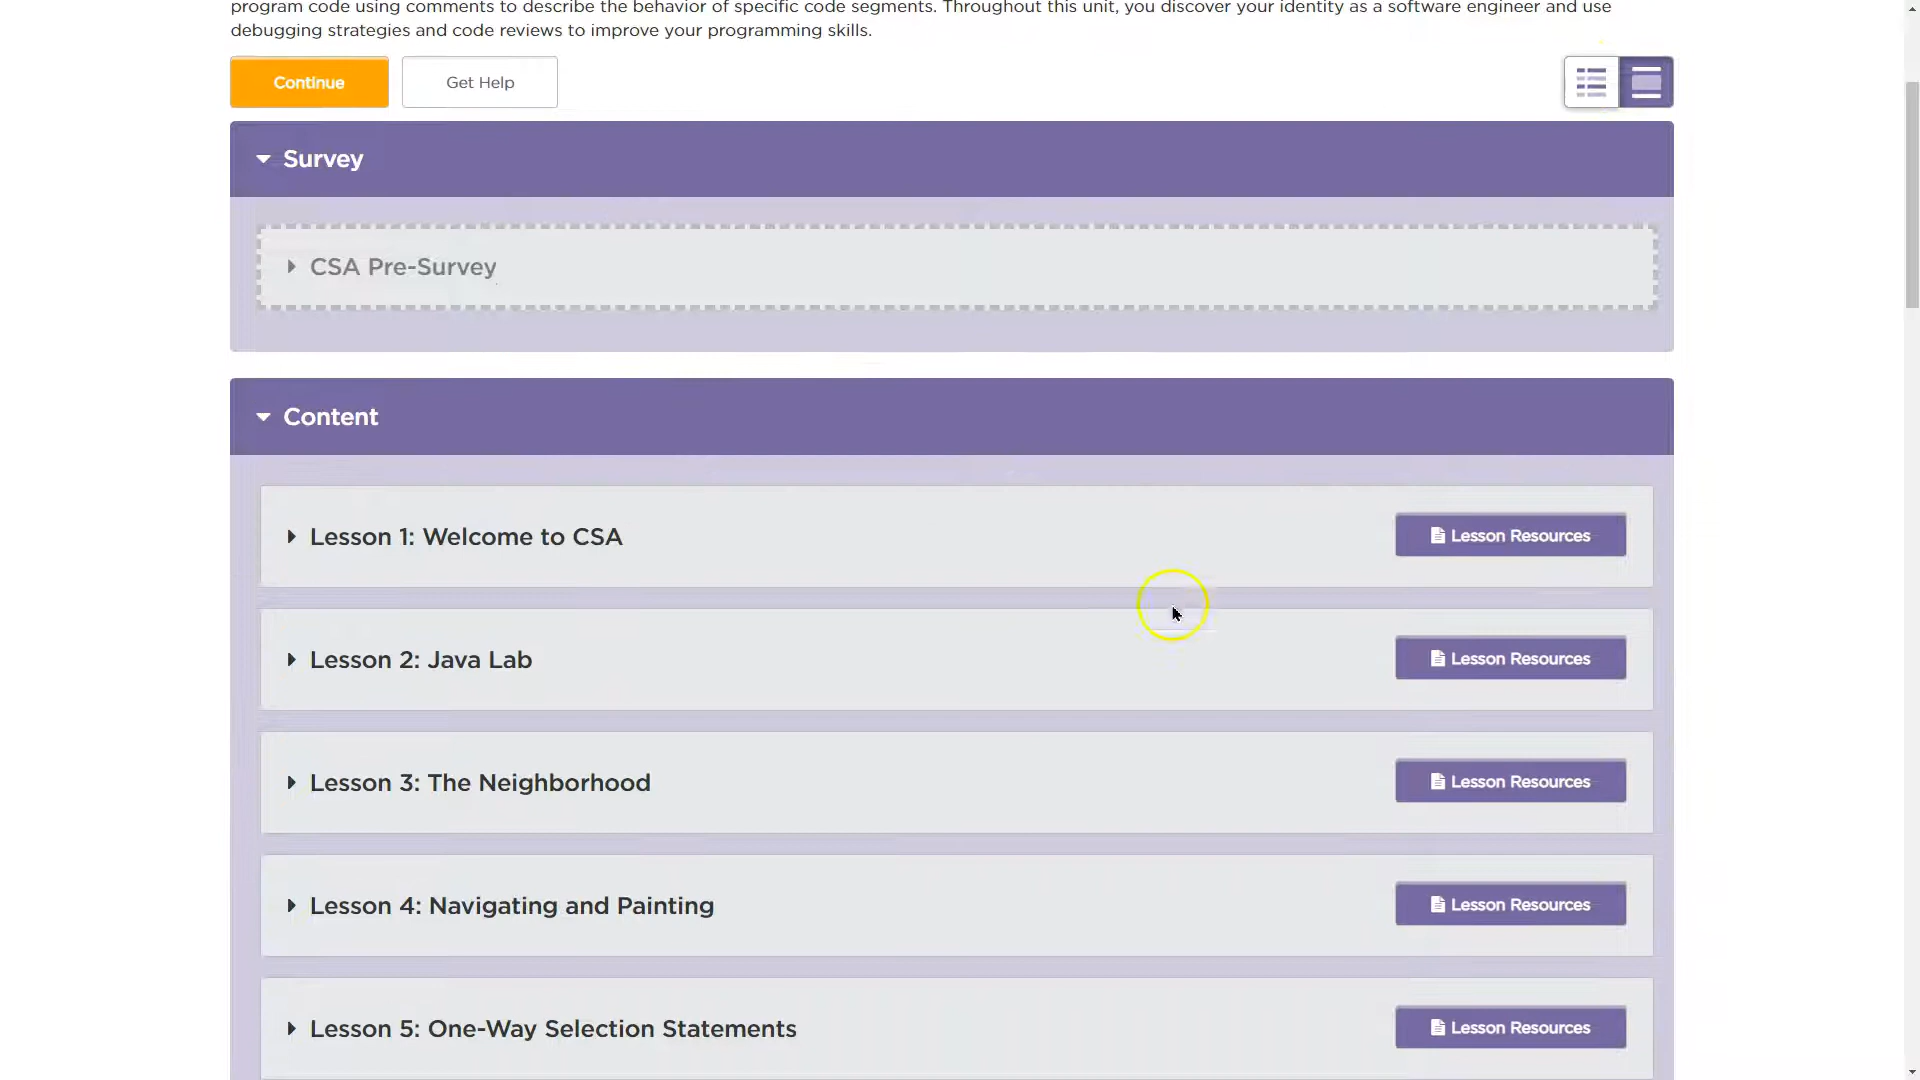 program code using comments to describe the behavior of specific code segments. Throughout this unit, you discover your identity as a software engineer and use
debugging strategies and code reviews to improve your programming skills.
Continue
Get Help
Survey
CSA Pre-Survey
Content
Lesson 1: Welcome to CSA
Lesson Resources
Lesson 2: Java Lab
Lesson Resources
Lesson 3: The Neighborhood
Lesson Resources
Lesson 4: Navigating and Painting
Lesson Resources
Lesson 5: One-Way Selection Statements
Lesson Resources